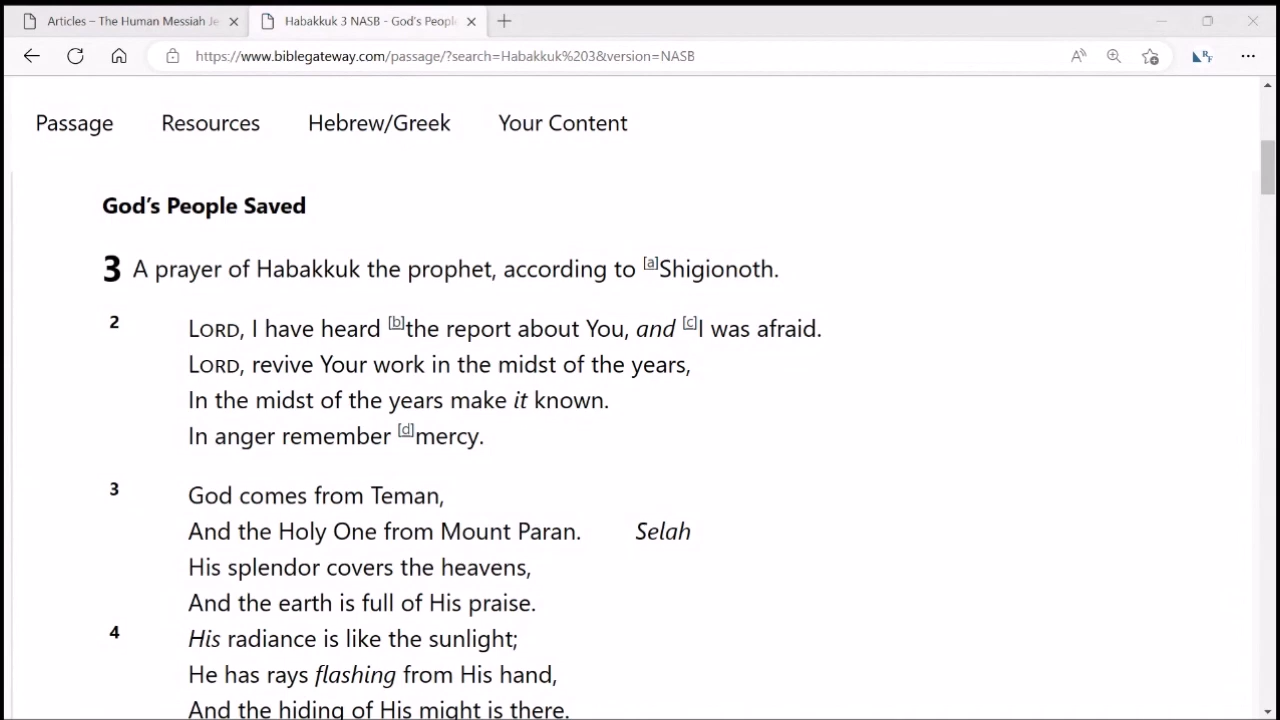 Articles – The Human Messiah Je
Habakkuk 3 NASB - God's People
https://www.biblegateway.com/passage/?search=Habakkuk%203&version=NASB
Passage Resources Hebrew/Greek Your Content
God's People Saved
3 A prayer of Habakkuk the prophet, according to [a]Shigionoth.
2 LORD, I have heard [b]the report about You, and [c]I was afraid.
LORD, revive Your work in the midst of the years,
In the midst of the years make it known.
In anger remember [d]mercy.
3 God comes from Teman,
And the Holy One from Mount Paran. Selah
His splendor covers the heavens,
And the earth is full of His praise.
4 His radiance is like the sunlight;
He has rays flashing from His hand,
And the hiding of His might is there.